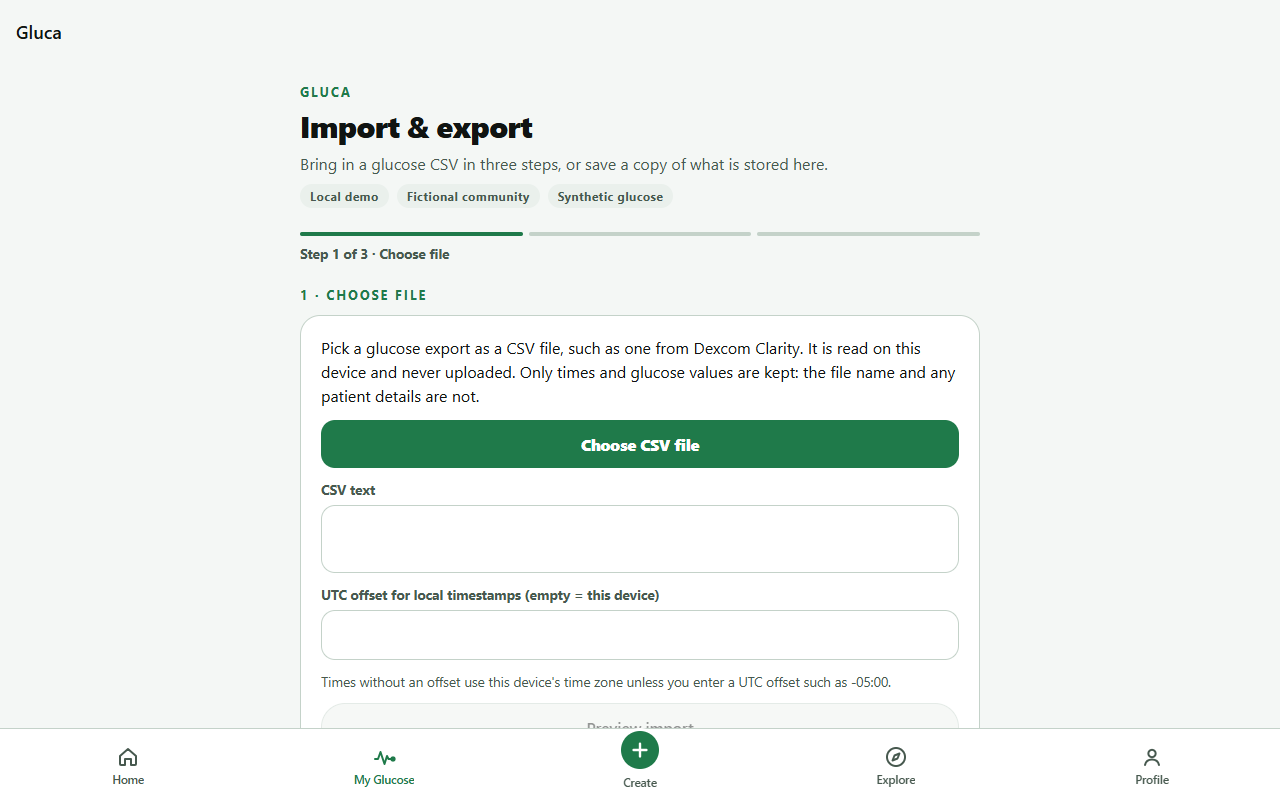 Gluca
GLUCA
Import & export
Bring in a glucose CSV in three steps, or save a copy of what is stored here.
Local demo
Fictional community
Synthetic glucose
Step 1 of 3 · Choose file
1 · CHOOSE FILE
Pick a glucose export as a CSV file, such as one from Dexcom Clarity. It is read on this
device and never uploaded. Only times and glucose values are kept: the file name and any
patient details are not.
Choose CSV file
CSV text
UTC offset for local timestamps (empty = this device)
Times without an offset use this device's time zone unless you enter a UTC offset such as -05:00.
Preview import
Home
My Glucose
Create
Explore
Profile